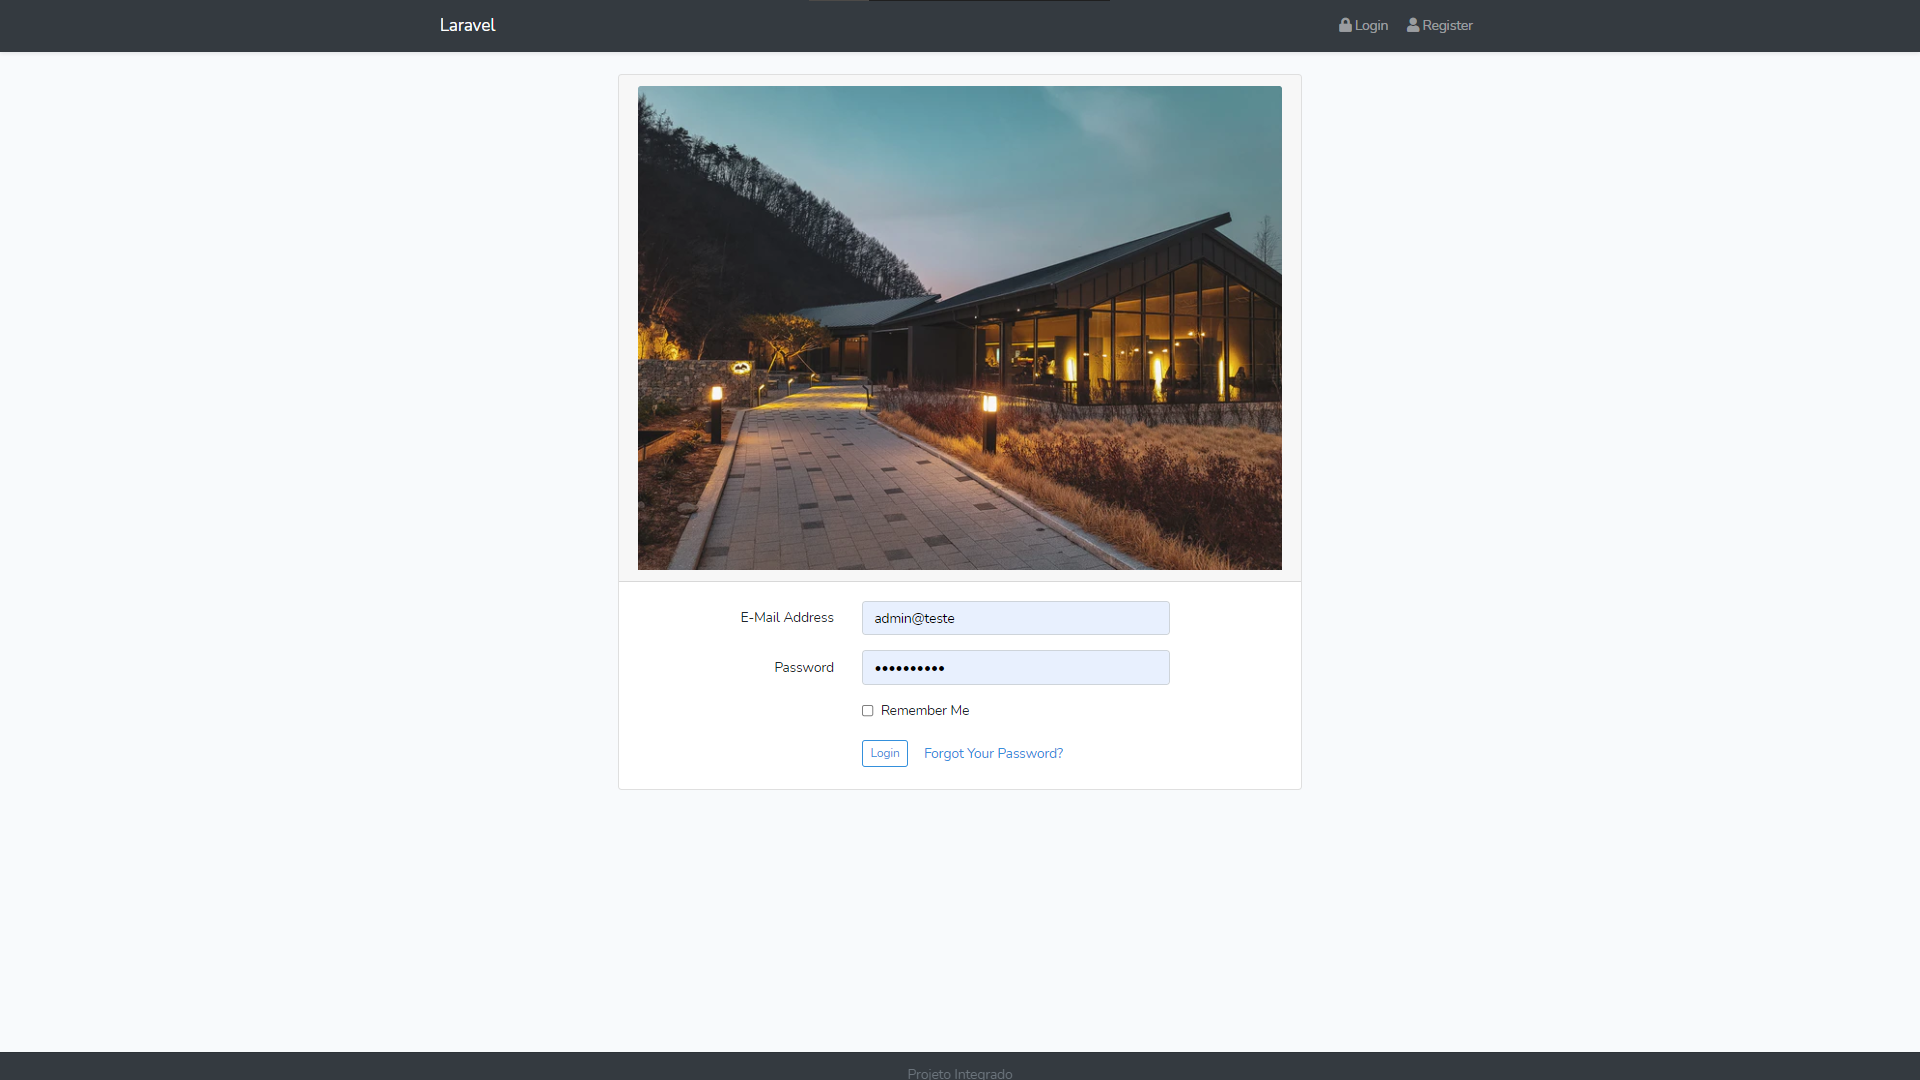 Laravel
Login
Register
E-Mail Address
admin@teste
Password
Remember Me
Login
Forgot Your Password?
Projeto Integrado